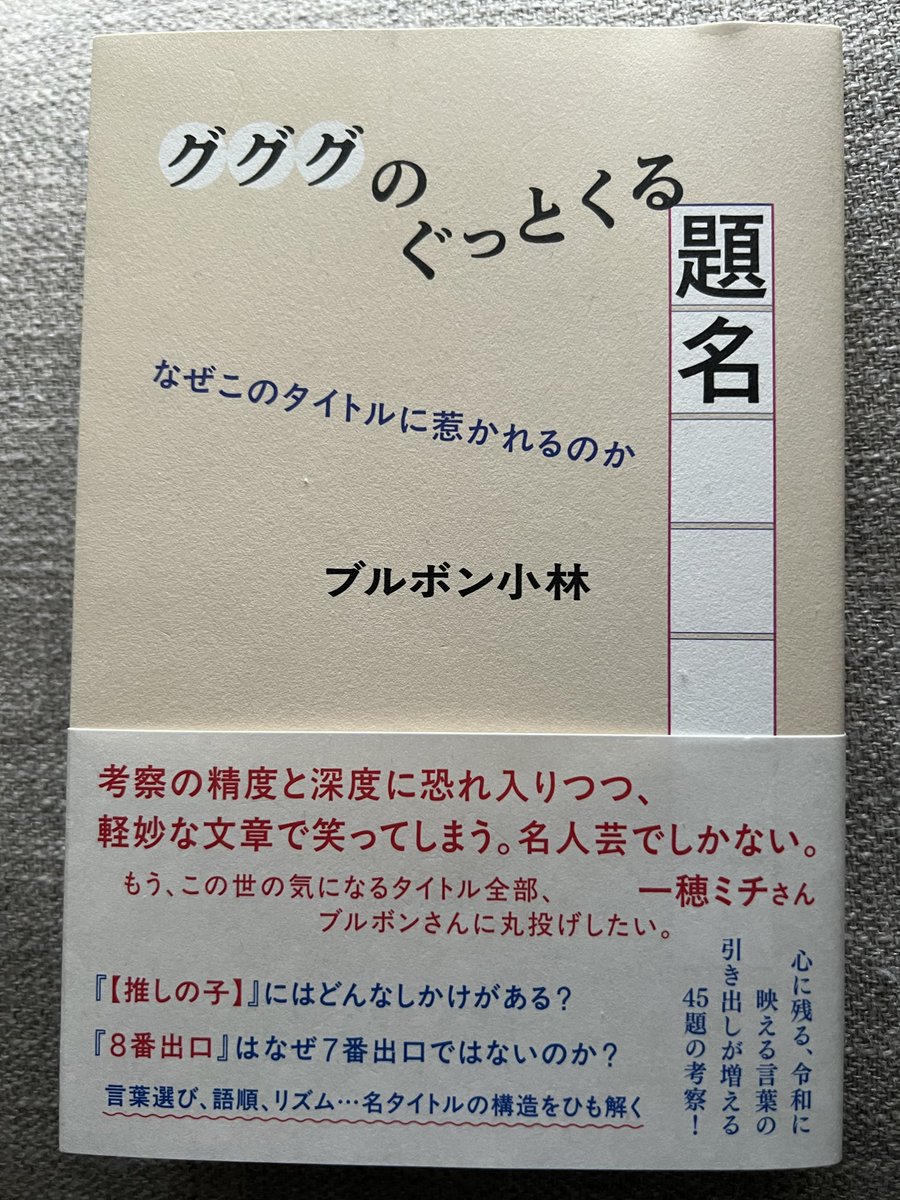 グググのぐっとくる
題名
なぜこのタイトルに惹かれるのか
ブルボン小林
考察の精度と深度に恐れ入りつつ、
軽妙な文章で笑ってしまう。名人芸でしかない。
もう、この世の気になるタイトル全部、
ブルボンさんに丸投げしたい。
一穂ミチさん
『【推しの子】』にはどんなしかけがある?
『8番出口』はなぜ7番出口ではないのか?
言葉選び、語順、リズム…名タイトルの構造をひも解く
心に残る、令和に
映える言葉の
引き出しが増える
45題の考察!